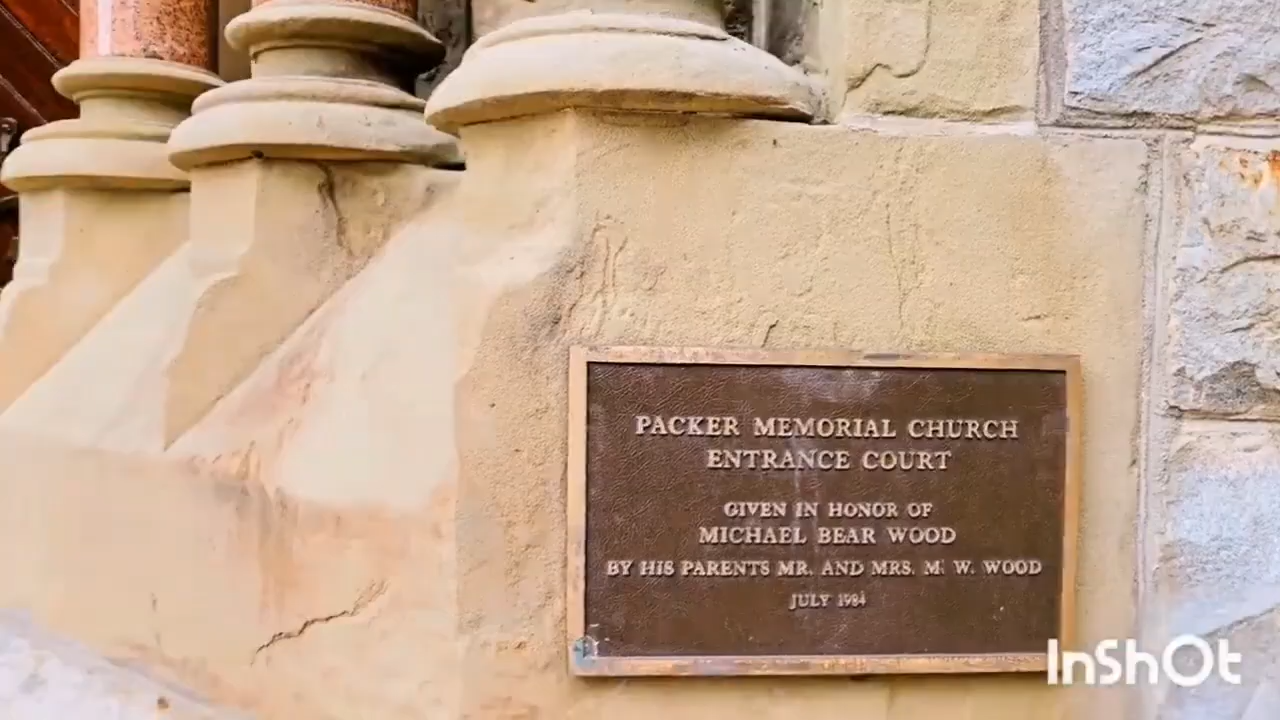 PACKER MEMORIAL CHURCH
ENTRANCE COURT
GIVEN IN HONOR OF
MICHAEL BEAR WOOD
BY HIS PARENTS MR. AND MRS. M. W. WOOD
JULY 1984
InShOt